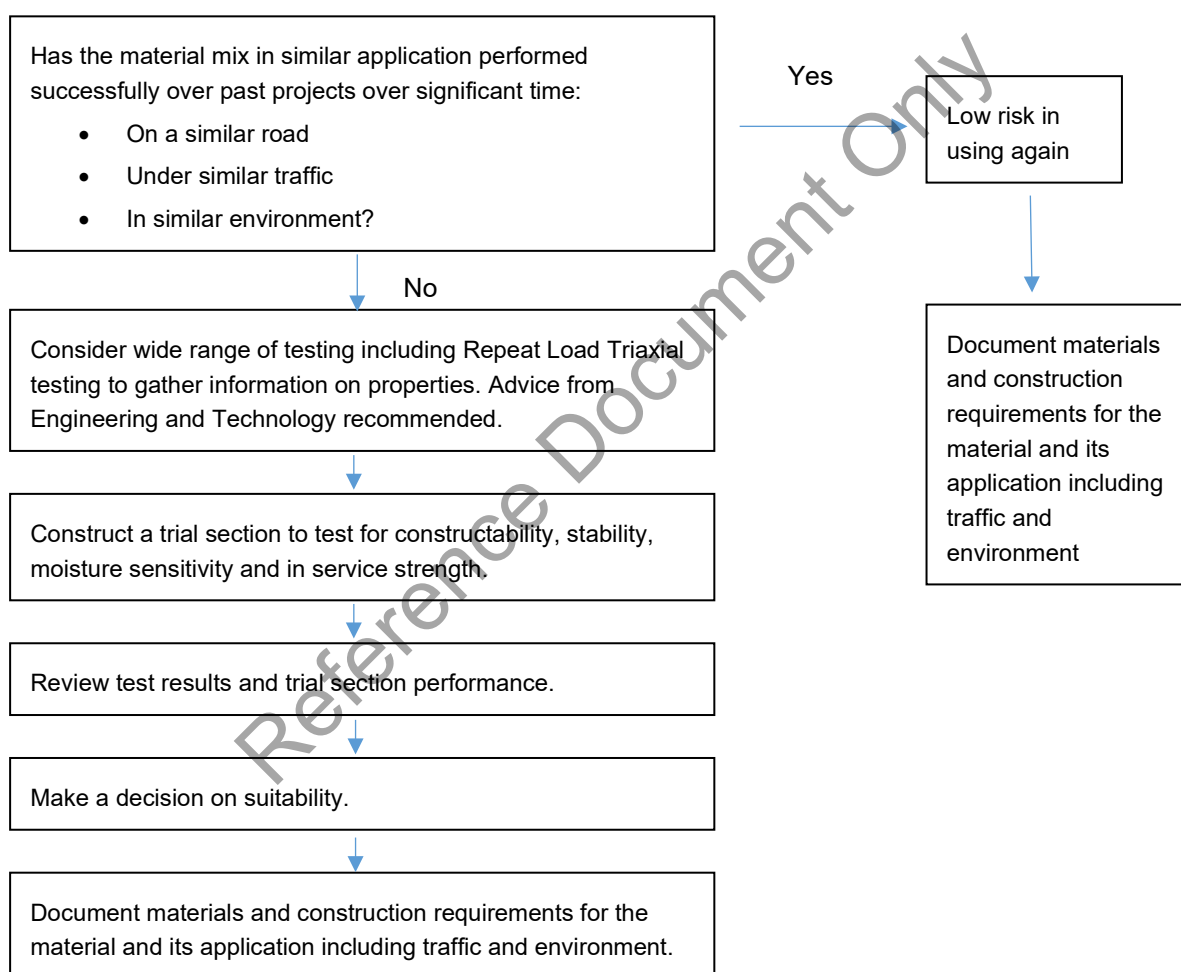 Has the material mix in similar application performed
successfully over past projects over significant time:
• On a similar road
• Under similar traffic
• In similar environment?
Yes
Low risk in
using again
No
Consider wide range of testing including Repeat Load Triaxial
testing to gather information on properties. Advice from
Engineering and Technology recommended.
Document materials
and construction
requirements for the
material and its
application including
traffic and
environment
Construct a trial section to test for constructability, stability,
moisture sensitivity and in service strength.
Review test results and trial section performance.
Make a decision on suitability.
Document materials and construction requirements for the
material and its application including traffic and environment.
Reference Document Only